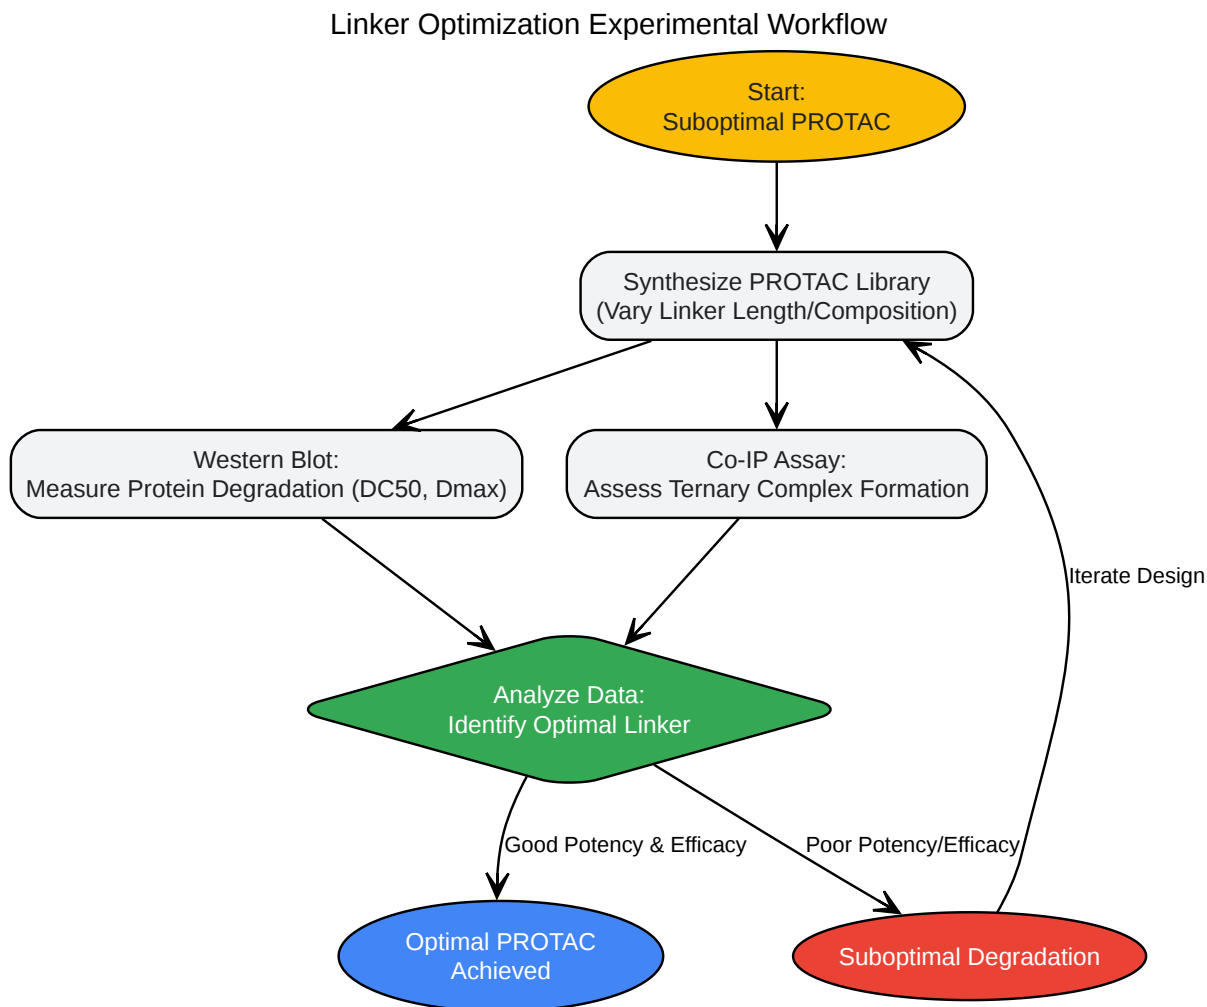 Linker Optimization Experimental Workflow
Start:
Suboptimal PROTAC
Synthesize PROTAC Library
(Vary Linker Length/Composition)
Western Blot:
Measure Protein Degradation (DC50, Dmax)
Co-IP Assay:
Assess Ternary Complex Formation
Iterate Design
Analyze Data:
Identify Optimal Linker
Good Potency & Efficacy
Poor Potency/Efficacy
Optimal PROTAC
Achieved
Suboptimal Degradation